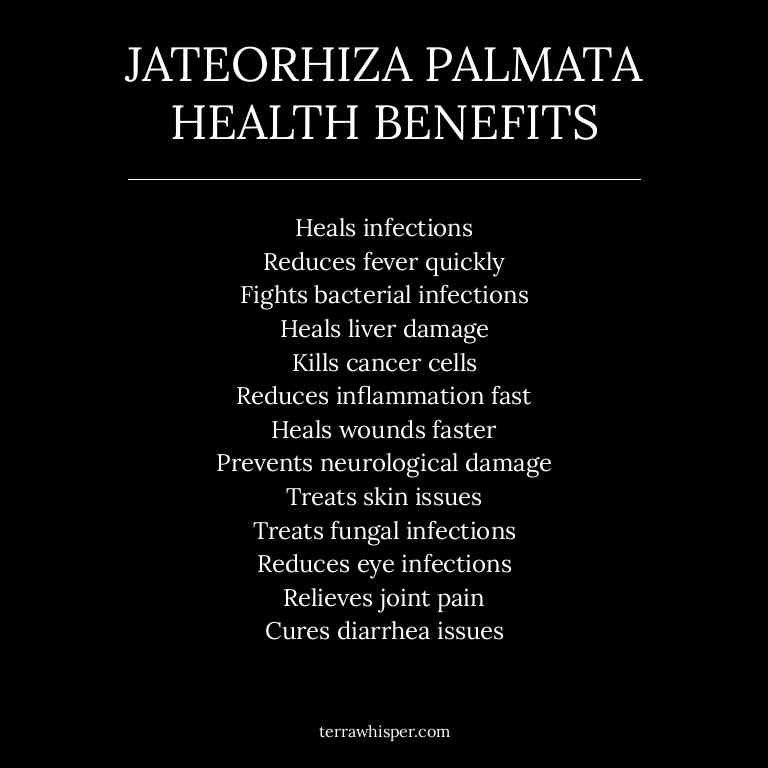 JATEORHIZA PALMATA
HEALTH BENEFITS
Heals infections
Reduces fever quickly
Fights bacterial infections
Heals liver damage
Kills cancer cells
Reduces inflammation fast
Heals wounds faster
Prevents neurological damage
Treats skin issues
Treats fungal infections
Reduces eye infections
Relieves joint pain
Cures diarrhea issues
terrawhisper.com